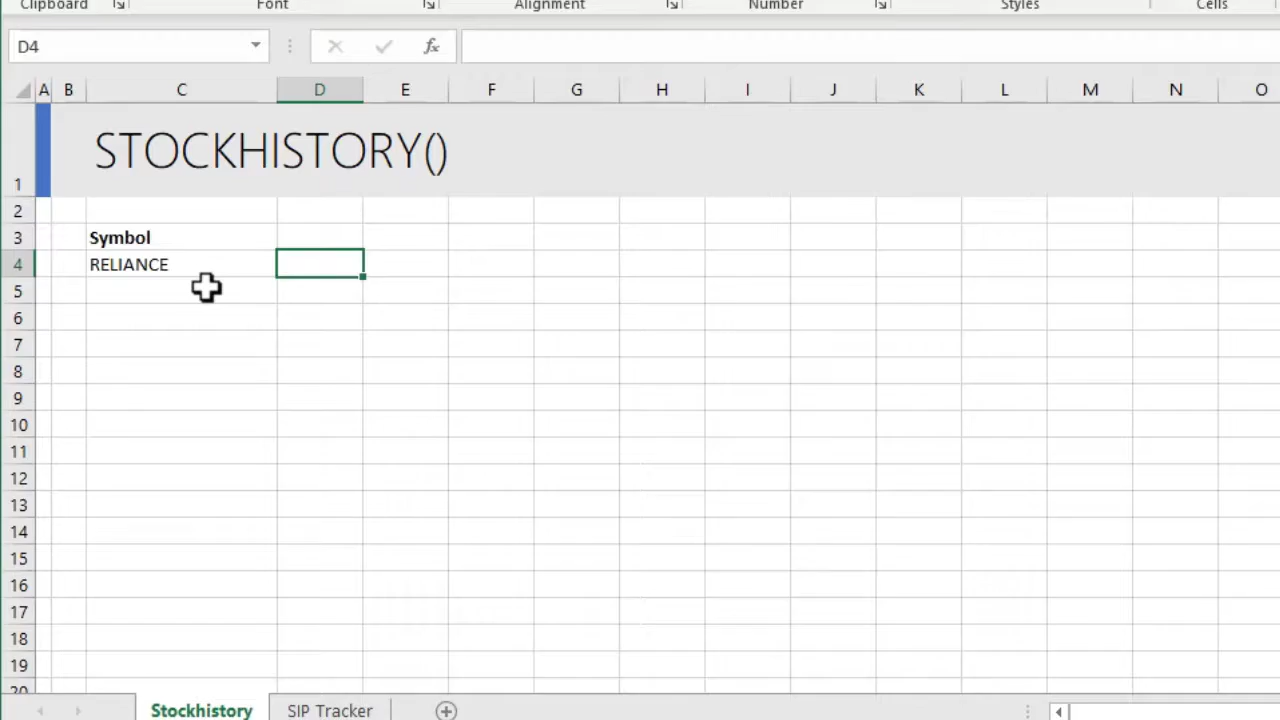 Clipboard Font Alignment Number Styles Cells
D4 fx
A B C D E F G H I J K L M N O
1 STOCKHISTORY()
2
3 Symbol
4 RELIANCE
5
6
7
8
9
10
11
12
13
14
15
16
17
18
19
20
Stockhistory SIP Tracker